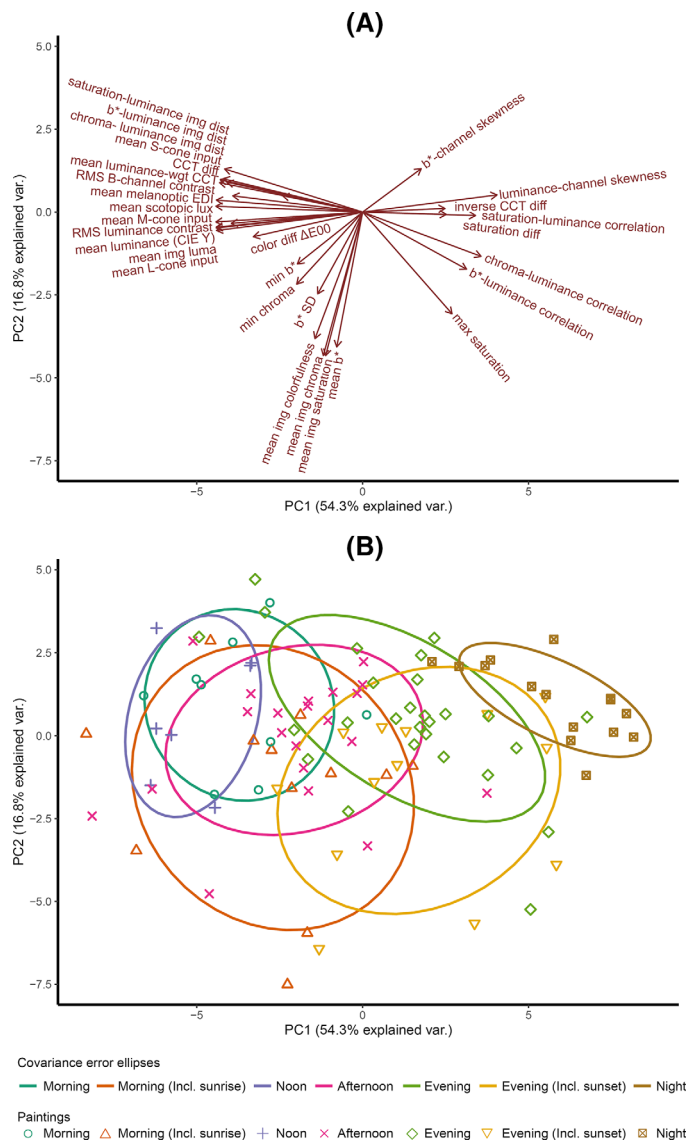 (A)
5.0
saturation-luminance img dist
b*-luminance img dist
chroma- luminance img dist
mean S-cone input
CCT diff
mean luminance-wgt CCT
RMS B-channel contrast
mean melanoptic EDI
mean scotopic lux
mean M-cone input
RMS luminance contrast
mean luminance (CIE Y)
mean img luma
mean L-cone input
b*-channel skewness
luminance-channel skewness
inverse CCT diff
saturation-luminance correlation
saturation diff
chroma-luminance correlation
b*-luminance correlation
max saturation
color diff ΔE00
min b*
min chroma
b* SD
mean img colorfulness
mean img chroma
mean img saturation
mean b*
2.5
0.0
−2.5
−5.0
−7.5
PC2 (16.8% explained var.)
−5
0
5
PC1 (54.3% explained var.)
(B)
5.0
2.5
0.0
−2.5
−5.0
−7.5
PC2 (16.8% explained var.)
−5
0
5
PC1 (54.3% explained var.)
Covariance error ellipses
Morning Morning (Incl. sunrise) Noon Afternoon Evening Evening (Incl. sunset) Night
Paintings
Morning Morning (Incl. sunrise) Noon Afternoon Evening Evening (Incl. sunset) Night